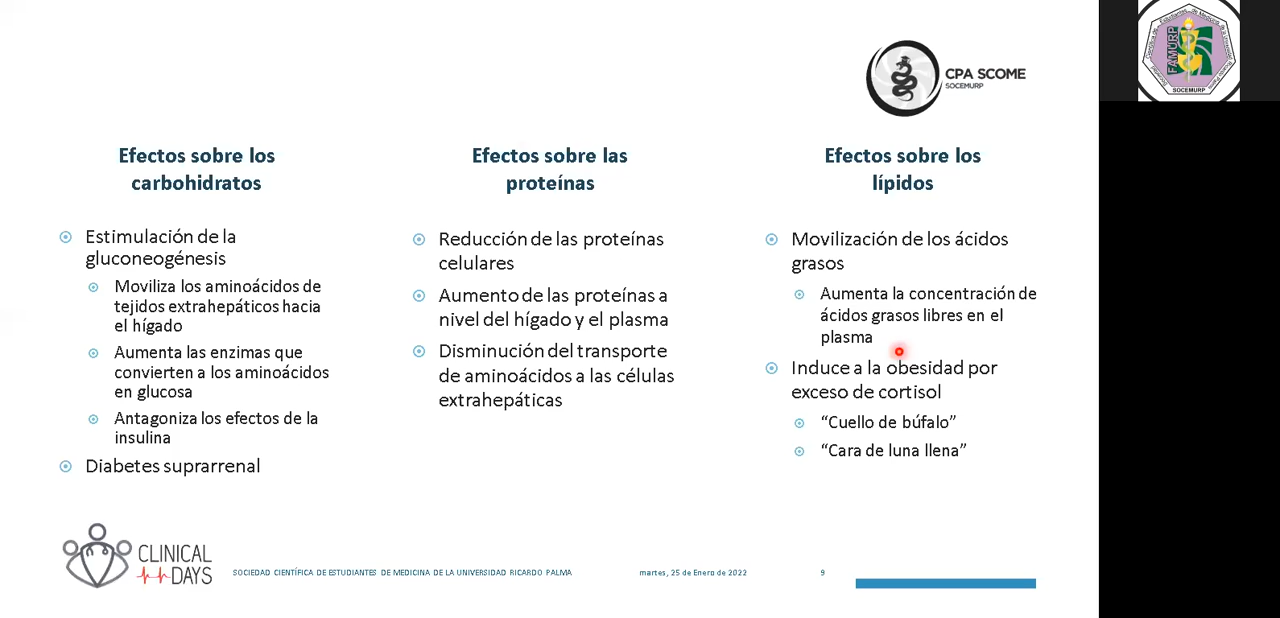 CPA SCOME
SOCEMURP
Efectos sobre los
carbohidratos
Estimulación de la
gluconeogénesis
Moviliza los aminoácidos de
tejidos extrahepáticos hacia
el hígado
Aumenta las enzimas que
convierten a los aminoácidos
en glucosa
Antagoniza los efectos de la
insulina
Diabetes suprarrenal
Efectos sobre las
proteínas
Reducción de las proteínas
celulares
Aumento de las proteínas a
nivel del hígado y el plasma
Disminución del transporte
de aminoácidos a las células
extrahepáticas
Efectos sobre los
lípidos
Movilización de los ácidos
grasos
Aumenta la concentración de
ácidos grasos libres en el
plasma
Induce a la obesidad por
exceso de cortisol
“Cuello de búfalo”
“Cara de luna llena”
CLINICAL
DAYS
SOCIEDAD CIENTÍFICA DE ESTUDIANTES DE MEDICINA DE LA UNIVERSIDAD RICARDO PALMA
martes, 25 de Enero de 2022
9
FAMURP
SOCEMURP